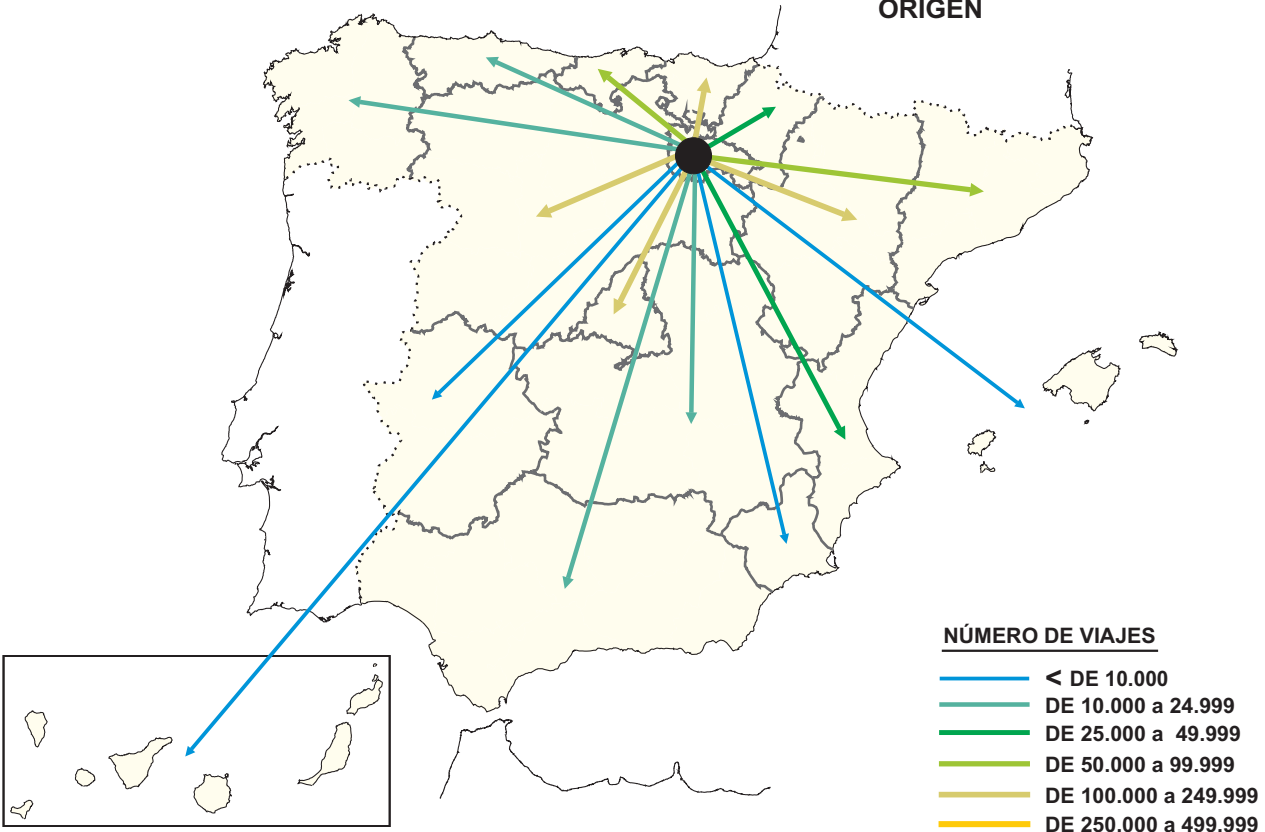 ORIGEN
NÚMERO DE VIAJES
< DE 10.000
DE 10.000 a 24.999
DE 25.000 a 49.999
DE 50.000 a 99.999
DE 100.000 a 249.999
DE 250.000 a 499.999